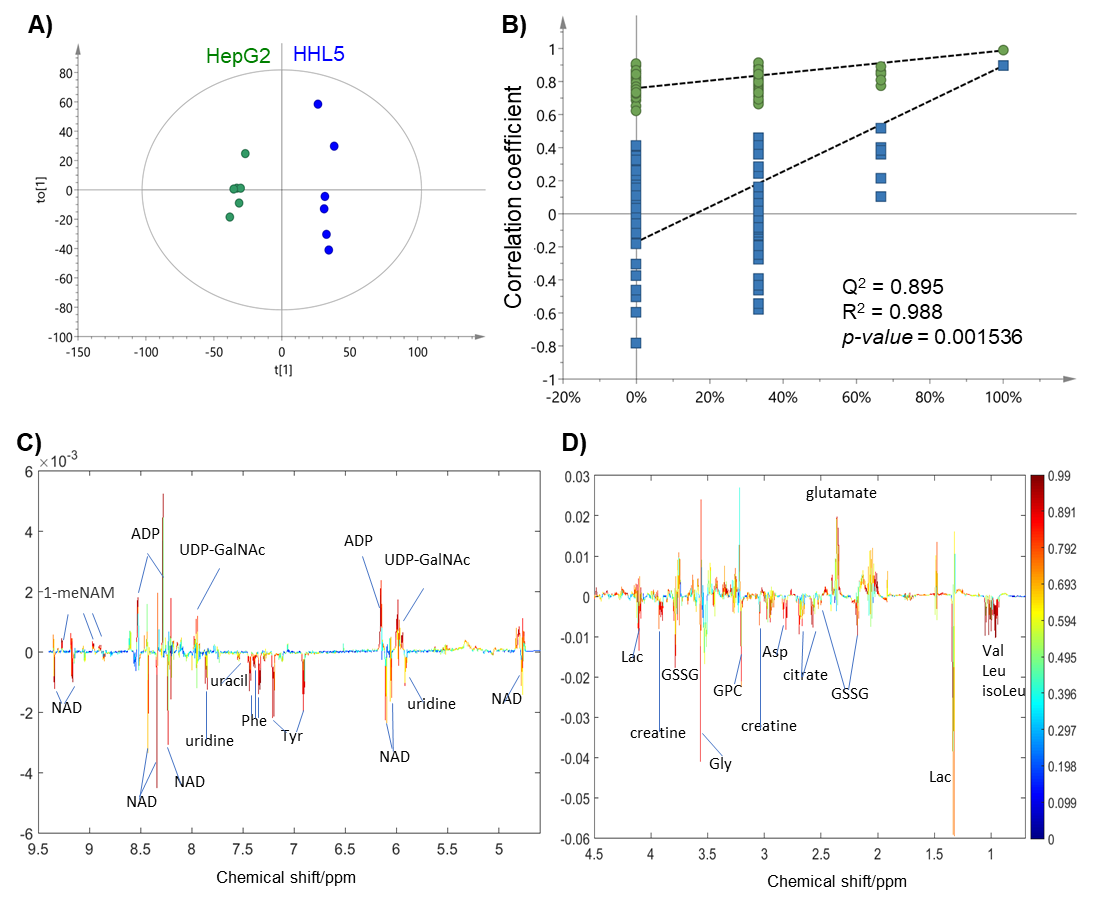 A)
HepG2 HHL5
80
60
40
20
0
-20
-40
-60
-80
-100
-150 -100 -50 0 50 100
to[1]
t[1]
B)
Correlation coefficient
1
0.8
0.6
0.4
0.2
0
-0.2
-0.4
-0.6
-0.8
-1
-20% 0% 20% 40% 60% 80% 100%
Q2 = 0.895
R2 = 0.988
p-value = 0.001536
C)
6 ×10-3
4
2
0
-2
-4
-6
ADP
UDP-GalNAc
ADP
UDP-GalNAc
1-meNAM
NAD
uracil
Phe
Tyr
uridine
uridine
NAD
NAD
NAD
NAD
9.5 9 8.5 8 7.5 7 6.5 6 5.5 5
Chemical shift/ppm
D)
0.03
0.02
0.01
0
-0.01
-0.02
-0.03
-0.04
-0.05
-0.06
glutamate
Lac
GSSG
GPC
Asp
citrate
GSSG
creatine
creatine
Gly
Val
Leu
isoLeu
Lac
4.5 4 3.5 3 2.5 2 1.5 1
Chemical shift/ppm
0.99
0.891
0.792
0.693
0.594
0.495
0.396
0.297
0.198
0.099
0